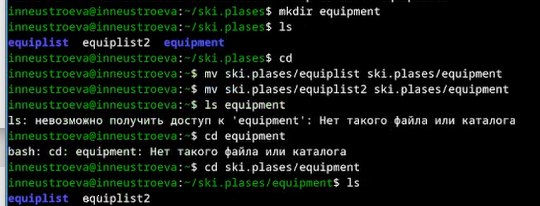 inneustroeva@inneustroeva:~/ski.plases$ mkdir equipment
inneustroeva@inneustroeva:~/ski.plases$ ls
equiplist equiplist2 equipment
inneustroeva@inneustroeva:~/ski.plases$ cd
inneustroeva@inneustroeva:~$ mv ski.plases/equiplist ski.plases/equipment
inneustroeva@inneustroeva:~$ mv ski.plases/equiplist2 ski.plases/equipment
inneustroeva@inneustroeva:~$ ls equipment
ls: невозможно получить доступ к 'equipment': Нет такого файла или каталога
inneustroeva@inneustroeva:~$ cd equipment
bash: cd: equipment: Нет такого файла или каталога
inneustroeva@inneustroeva:~$ cd ski.plases/equipment
inneustroeva@inneustroeva:~/ski.plases/equipment$ ls
equiplist equiplist2